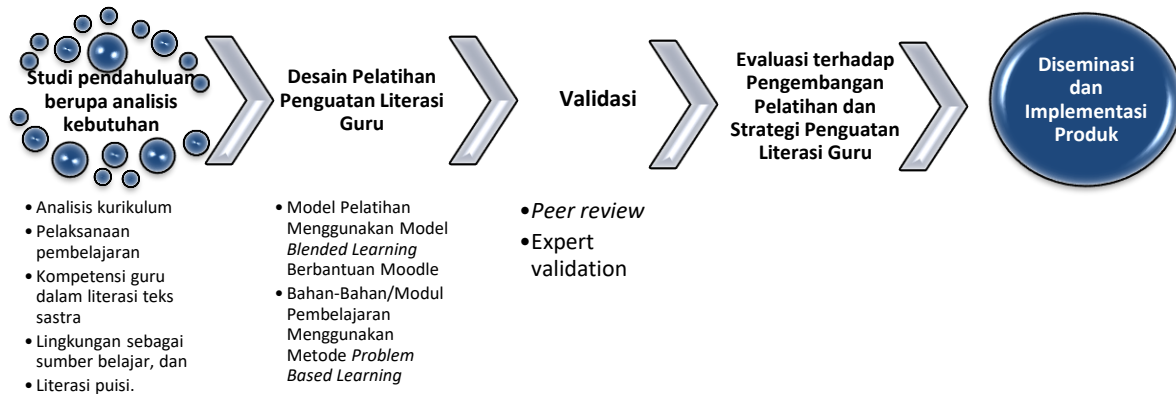 Studi pendahuluan
berupa analisis
kebutuhan
• Analisis kurikulum
• Pelaksanaan
pembelajaran
• Kompetensi guru
dalam literasi teks
sastra
• Lingkungan sebagai
sumber belajar, dan
• Literasi puisi.
Desain Pelatihan
Penguatan Literasi
Guru
• Model Pelatihan
Menggunakan Model
Blended Learning
Berbantuan Moodle
• Bahan-Bahan/Modul
Pembelajaran
Menggunakan
Metode Problem
Based Learning
Validasi
•Peer review
•Expert
validation
Evaluasi terhadap
Pengembangan
Pelatihan dan
Strategi Penguatan
Literasi Guru
Diseminasi
dan
Implementasi
Produk